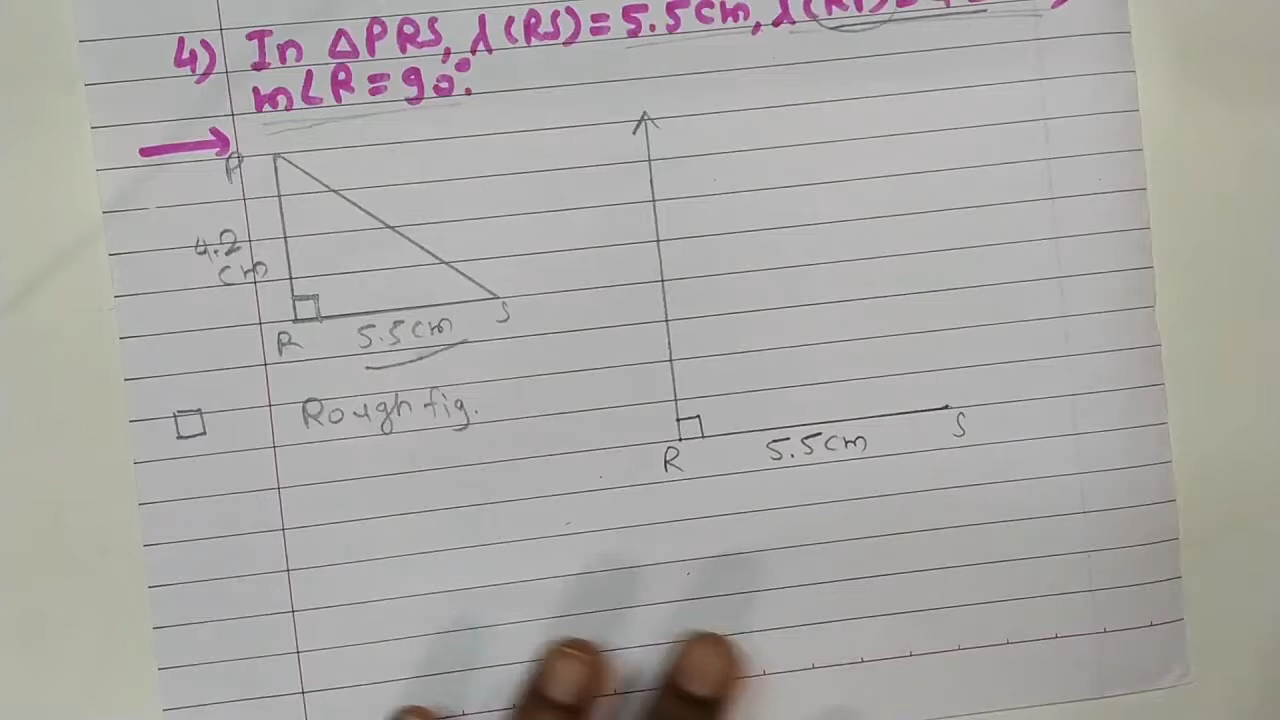 4) In △PRS, l(RS) = 5.5 cm,
m∠R = 90°.
P
4.2
cm
R 5.5 cm S
Rough fig.
R 5.5 cm S